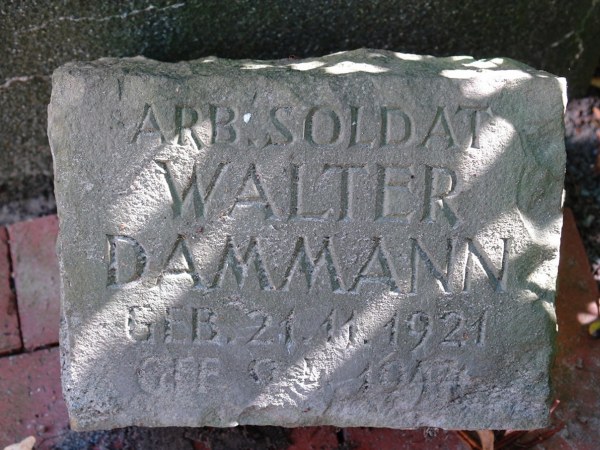 ARB. SOLDAT
WALTER
DAMMANN
GEB. 21.11.1921
GEF.